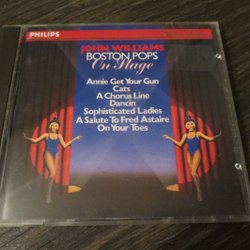 PHILIPS
JOHN WILLIAMS
BOSTON POPS
On Stage
Annie Get Your Gun
Cats
A Chorus Line
Dancin
Sophisticated Ladies
A Salute To Fred Astaire
On Your Toes